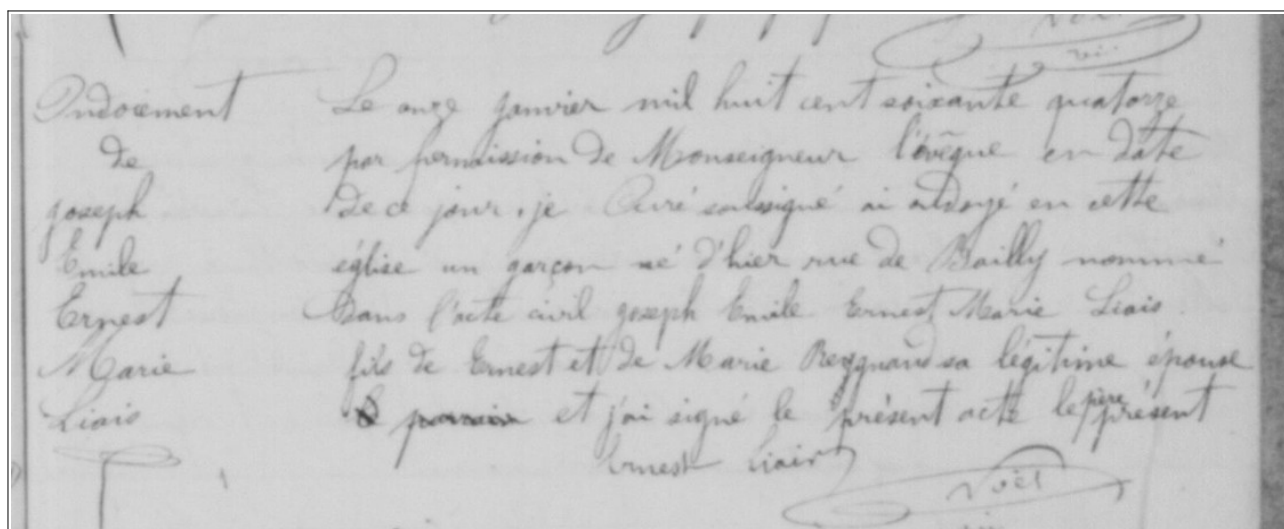 Noël
vic.
Ondoiement
de
Joseph
Emile
Ernest
Marie
Liais
Le onze janvier mil huit cent soixante quatorze
par permission de Monseigneur l'évêque en date
de ce jour, je Curé soussigné ai ondoyé en cette
église un garçon né d'hier rue de Bailly nommé
dans l'acte civil joseph Emile Ernest Marie Liais
fils de Ernest et de Marie Reygnaud sa légitime épouse
et j'ai signé le présent acte le père présent
Ernest Liais
Noël